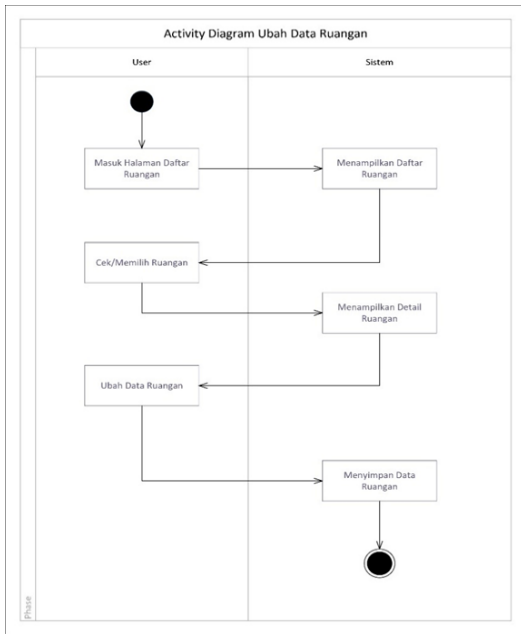 Activity Diagram Ubah Data Ruangan
User
Sistem
Masuk Halaman Daftar
Ruangan
Menampilkan Daftar
Ruangan
Cek/Memilih Ruangan
Menampilkan Detail
Ruangan
Ubah Data Ruangan
Menyimpan Data
Ruangan
Phase